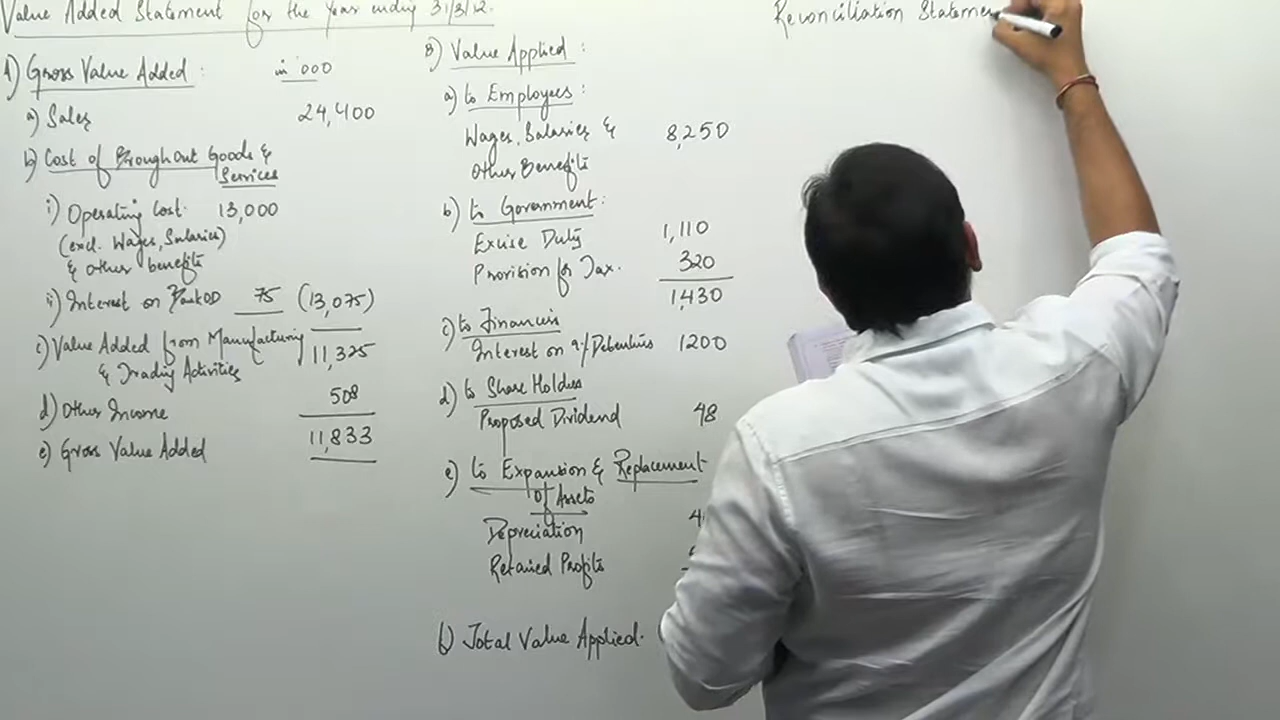 Value Added Statement for the Year ending 31/3/12.
A) Gross Value Added : in '000
a) Sales 24,400
b) Cost of Broughout Goods &
Services
i) Operating Cost. 13,000
(excl. Wages, Salaries)
& other benefits
ii) Interest on Bank OD 75 (13,075)
c) Value Added from Manufacturing
& Trading Activities 11,325
d) Other Income 508
e) Gross Value Added 11,833
B) Value Applied :
a) to Employees :
Wages, Salaries & 8,250
Other Benefits
b) to Government :
Excise Duty 1,110
Provision for Tax. 320
1,430
c) to Financies
Interest on 9% Debentures 1200
d) to Share Holders
Proposed Dividend 48
e) to Expansion & Replacement
of Assets
Depreciation
Retained Profits
f) Total Value Applied.
Reconciliation Statemen